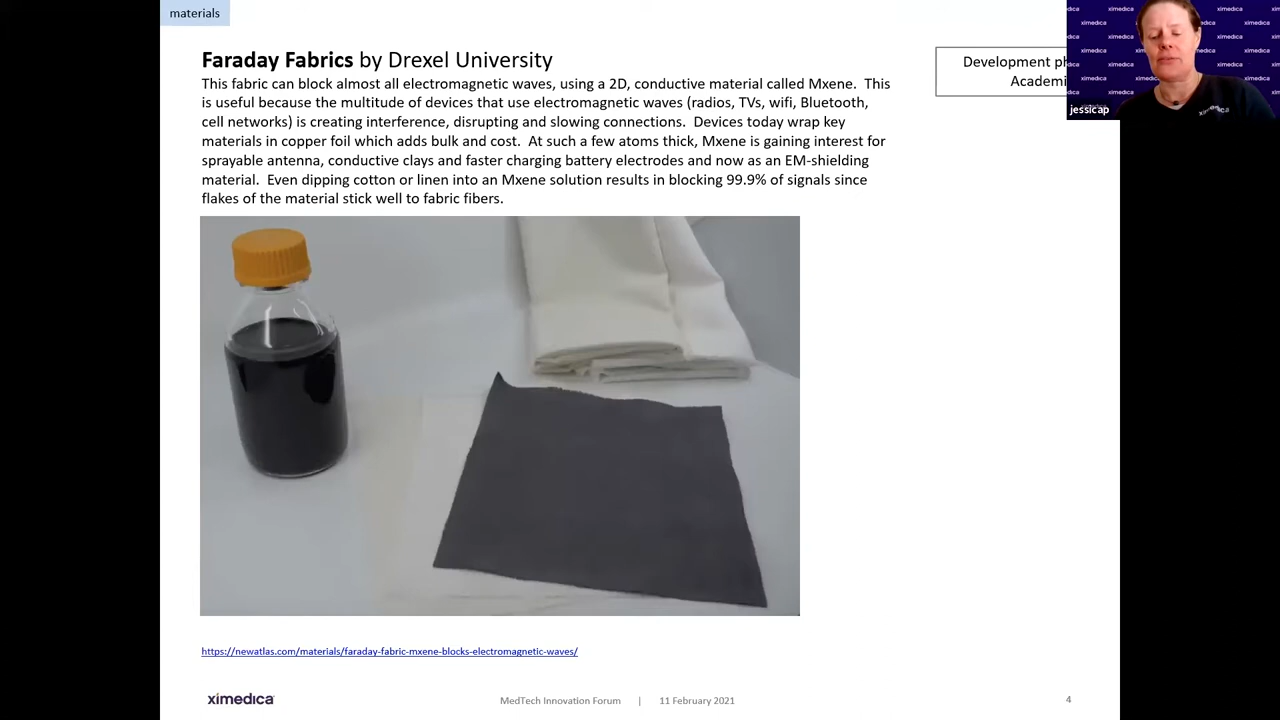 materials
Faraday Fabrics by Drexel University
This fabric can block almost all electromagnetic waves, using a 2D, conductive material called Mxene.  This
is useful because the multitude of devices that use electromagnetic waves (radios, TVs, wifi, Bluetooth,
cell networks) is creating interference, disrupting and slowing connections.  Devices today wrap key
materials in copper foil which adds bulk and cost.  At such a few atoms thick, Mxene is gaining interest for
sprayable antenna, conductive clays and faster charging battery electrodes and now as an EM-shielding
material.  Even dipping cotton or linen into an Mxene solution results in blocking 99.9% of signals since
flakes of the material stick well to fabric fibers.
Development
ximedica
jessicap
https://newatlas.com/materials/faraday-fabric-mxene-blocks-electromagnetic-waves/
ximedica
MedTech Innovation Forum | 11 February 2021
4